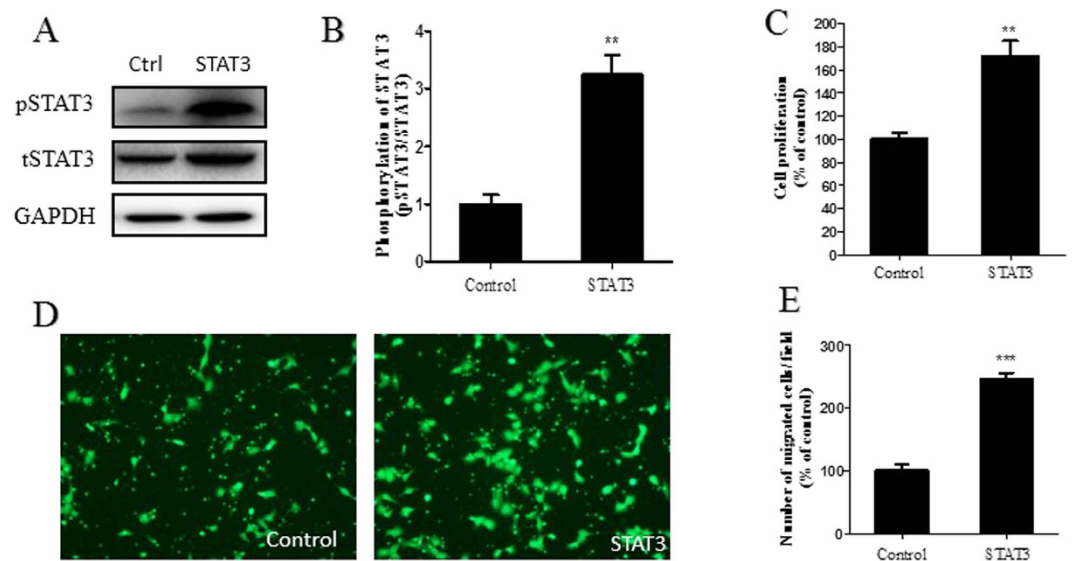 A
Ctrl STAT3
pSTAT3
tSTAT3
GAPDH
B
Phosphorylation of STAT3
(pSTAT3/STAT3)
4
3
2
1
0
**
Control STAT3
C
Cell proliferation
(% of control)
200
180
160
140
120
100
80
60
40
20
0
**
Control STAT3
D
Control
STAT3
E
Number of migrated cells/field
(% of control)
300
200
100
0
***
Control STAT3